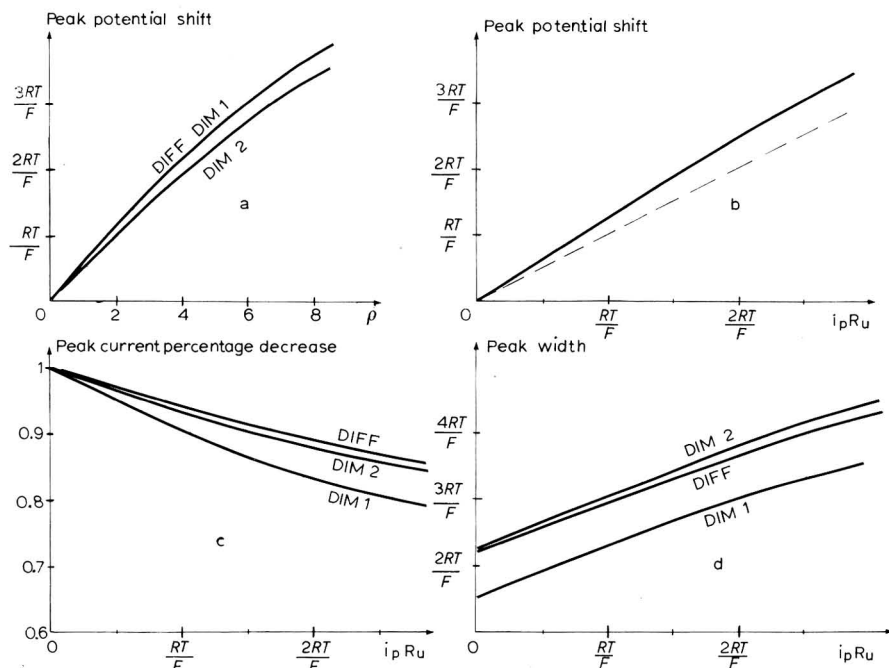 Peak potential shift
3RT/F
2RT/F
RT/F
DIFF DIM 1
DIM 2
a
0 2 4 6 8 ρ
Peak potential shift
3RT/F
2RT/F
RT/F
b
0 RT/F 2RT/F ipRu
Peak current percentage decrease
1
0.9
0.8
0.7
0.6
DIFF
DIM 2
DIM 1
c
0 RT/F 2RT/F ipRu
Peak width
4RT/F
3RT/F
2RT/F
DIM 2
DIFF
DIM 1
d
0 RT/F 2RT/F ipRu